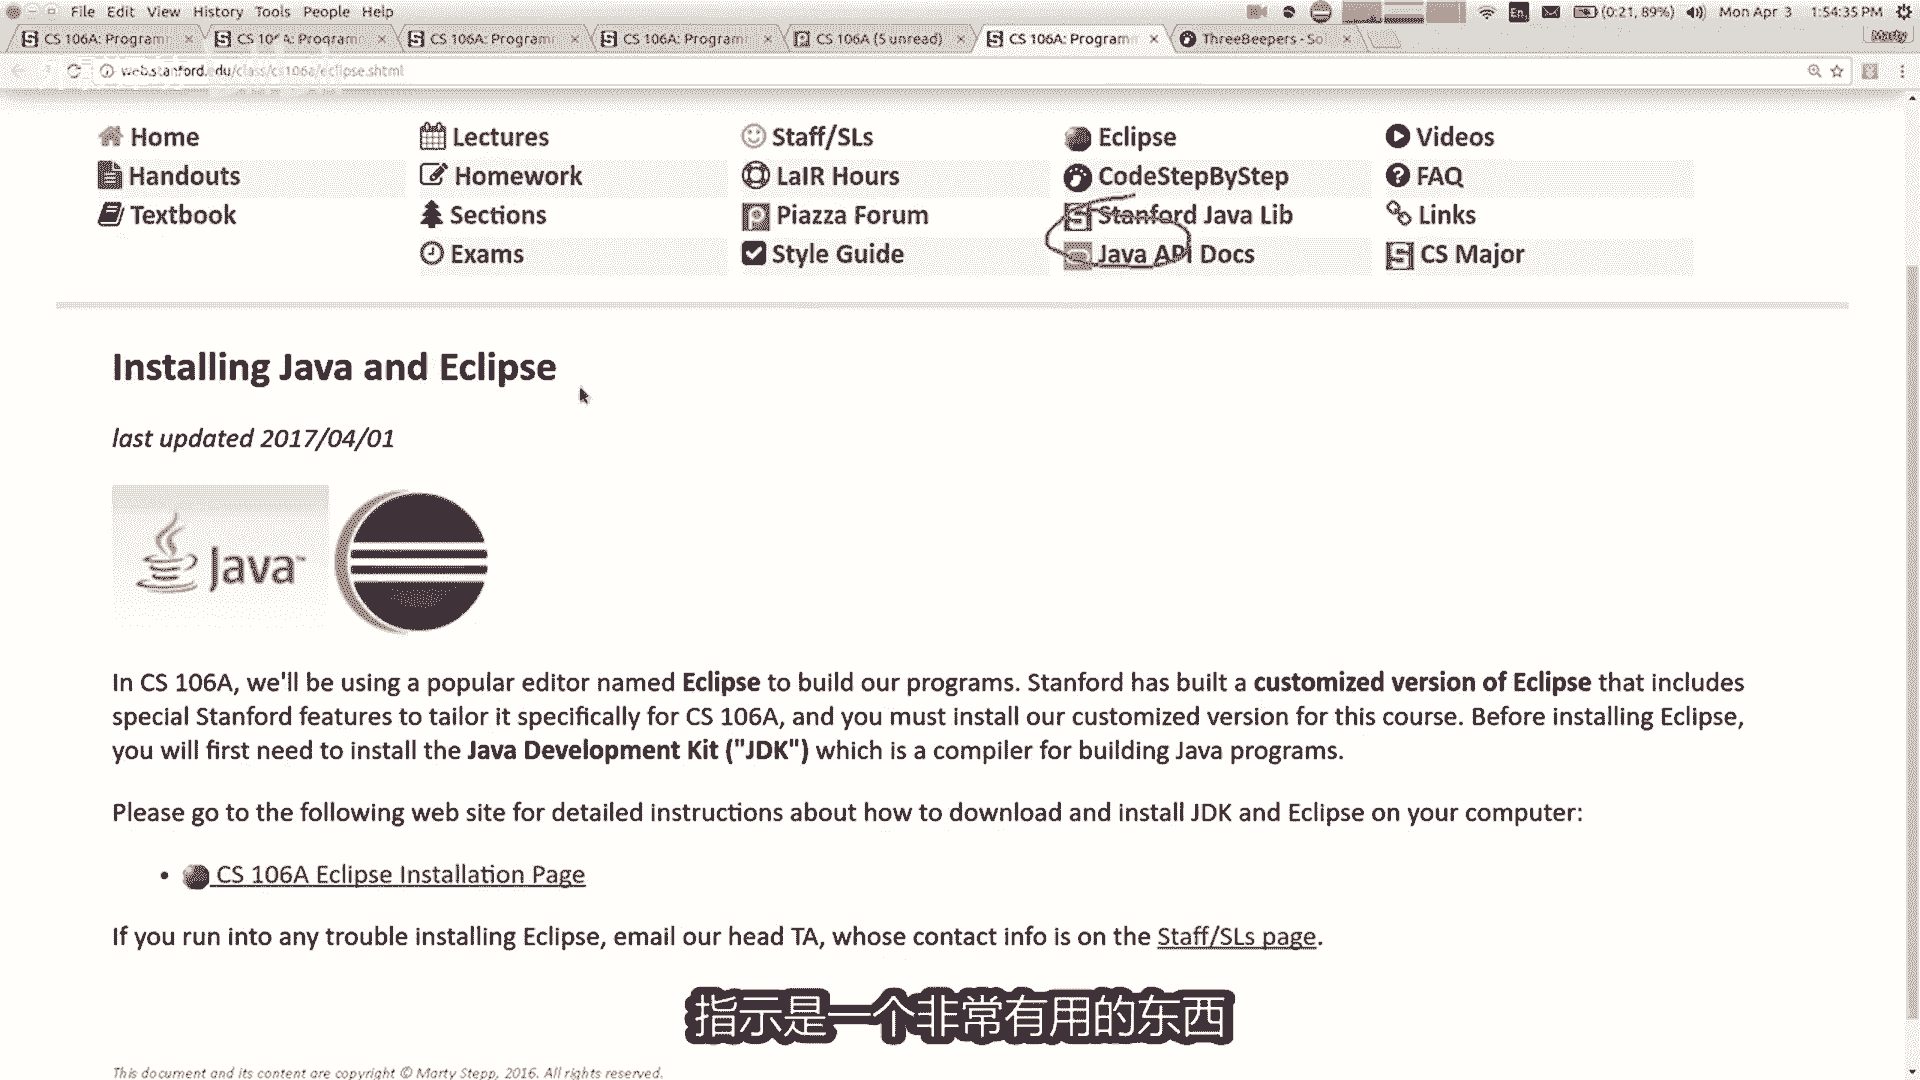 File Edit View History Tools People Help
En (0:21, 89%) Mon Apr 3 1:54:35 PM
CS 106A: Program CS 106A: Program CS 106A: Program CS 106A: Program CS 106A (5 unread) CS 106A: Program ThreeBeepers - Sol Marty
web.stanford.edu/class/cs106a/eclipse.shtml
Home Lectures Staff/SLs Eclipse Videos
Handouts Homework LaIR Hours CodeStepByStep FAQ
Textbook Sections Piazza Forum Stanford Java Lib Links
Exams Style Guide Java API Docs CS Major
Installing Java and Eclipse
last updated 2017/04/01
Java™
In CS 106A, we'll be using a popular editor named Eclipse to build our programs. Stanford has built a customized version of Eclipse that includes
special Stanford features to tailor it specifically for CS 106A, and you must install our customized version for this course. Before installing Eclipse,
you will first need to install the Java Development Kit ("JDK") which is a compiler for building Java programs.
Please go to the following web site for detailed instructions about how to download and install JDK and Eclipse on your computer:
• CS 106A Eclipse Installation Page
If you run into any trouble installing Eclipse, email our head TA, whose contact info is on the Staff/SLs page.
指示是一个非常有用的东西
This document and its content are copyright © Marty Stepp, 2016. All rights reserved.